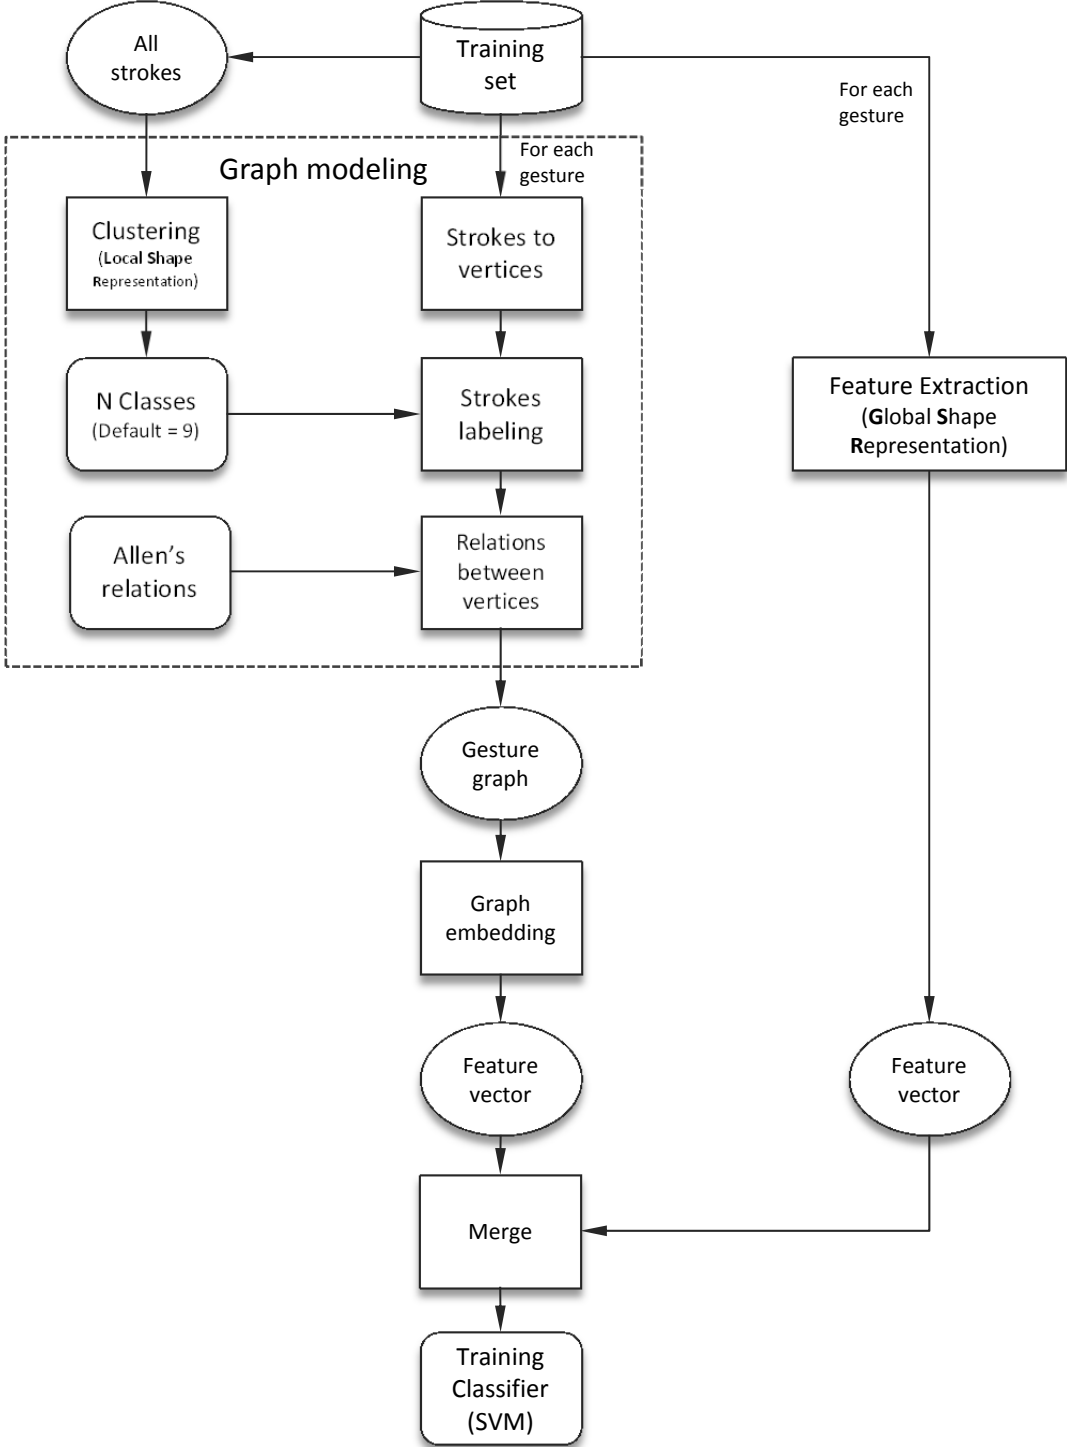 All
strokes
Training
set
For each
gesture
Graph modeling
For each
gesture
Clustering
(Local Shape
Representation)
Strokes to
vertices
N Classes
(Default = 9)
Strokes
labeling
Feature Extraction
(Global Shape
Representation)
Allen's
relations
Relations
between
vertices
Gesture
graph
Graph
embedding
Feature
vector
Feature
vector
Merge
Training
Classifier
(SVM)